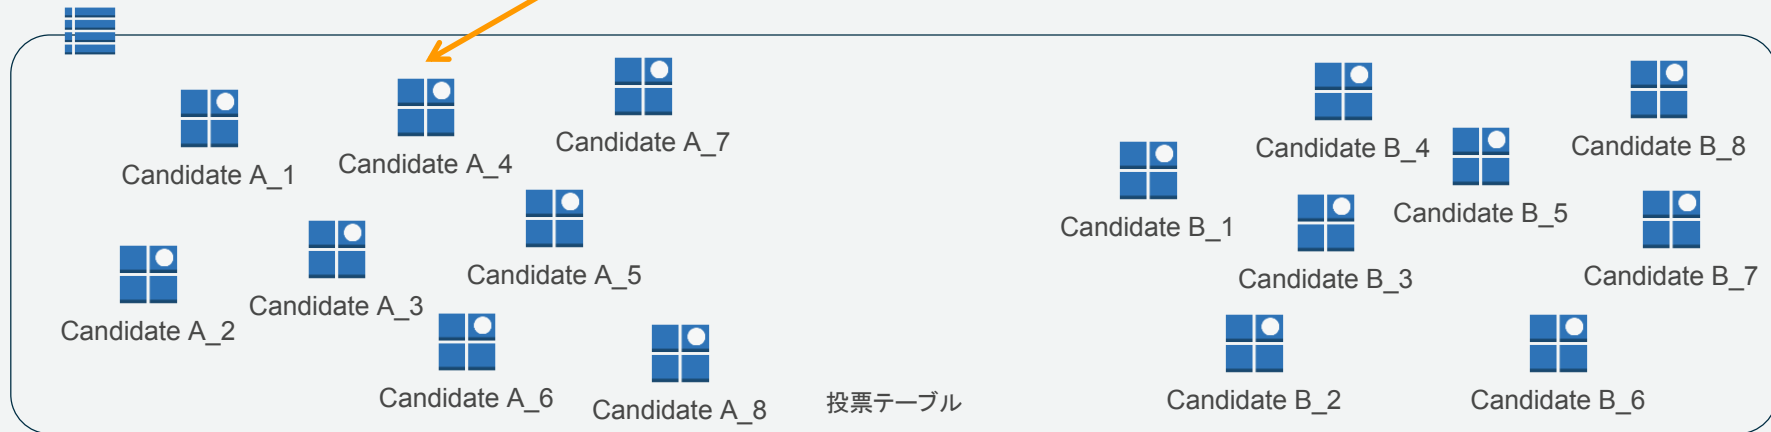 Candidate A_1
Candidate A_4
Candidate A_7
Candidate A_2
Candidate A_3
Candidate A_5
Candidate A_6
Candidate A_8
投票テーブル
Candidate B_1
Candidate B_4
Candidate B_5
Candidate B_8
Candidate B_3
Candidate B_7
Candidate B_2
Candidate B_6